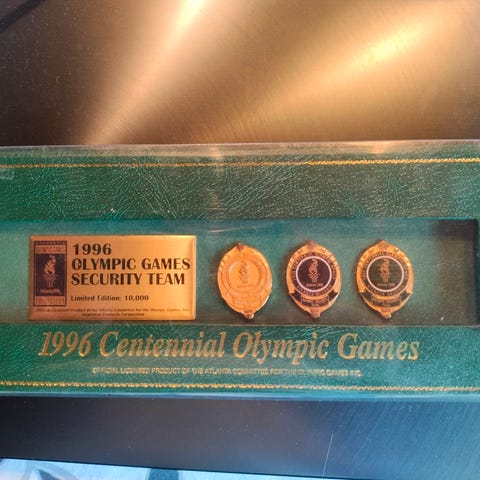 1996
OLYMPIC GAMES
SECURITY TEAM
Limited Edition: 10,000
1996 Centennial Olympic Games
OFFICIAL LICENSED PRODUCT OF THE ATLANTA COMMITTEE FOR THE OLYMPIC GAMES INC.